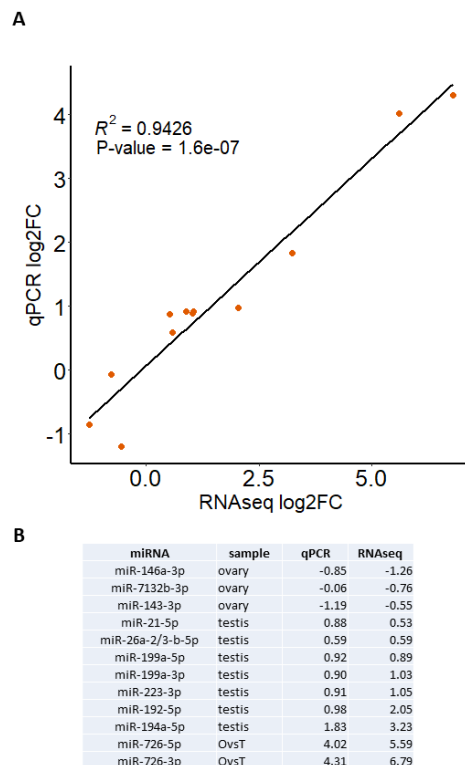 A
R² = 0.9426
P-value = 1.6e-07
qPCR log2FC
4
3
2
1
0
-1
0.0 2.5 5.0
RNAseq log2FC
B
miRNA sample qPCR RNAseq
miR-146a-3p ovary -0.85 -1.26
miR-7132b-3p ovary -0.06 -0.76
miR-143-3p ovary -1.19 -0.55
miR-21-5p testis 0.88 0.53
miR-26a-2/3-b-5p testis 0.59 0.59
miR-199a-5p testis 0.92 0.89
miR-199a-3p testis 0.90 1.03
miR-223-3p testis 0.91 1.05
miR-192-5p testis 0.98 2.05
miR-194a-5p testis 1.83 3.23
miR-726-5p OvsT 4.02 5.59
miR-726-3p OvsT 4.31 6.79